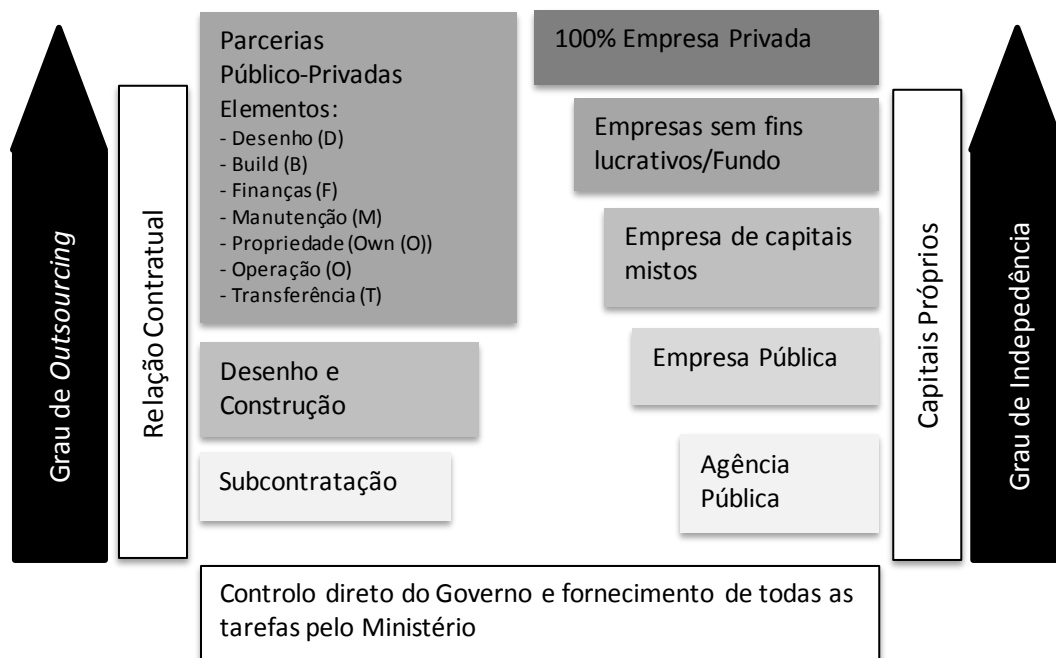 Grau de Outsourcing
Relação Contratual
Parcerias
Público-Privadas
Elementos:
- Desenho (D)
- Build (B)
- Finanças (F)
- Manutenção (M)
- Propriedade (Own (O))
- Operação (O)
- Transferência (T)
Desenho e
Construção
Subcontratação
100% Empresa Privada
Empresas sem fins
lucrativos/Fundo
Empresa de capitais
mistos
Empresa Pública
Agência
Pública
Capitais Próprios
Grau de Indepedência
Controlo direto do Governo e fornecimento de todas as
tarefas pelo Ministério